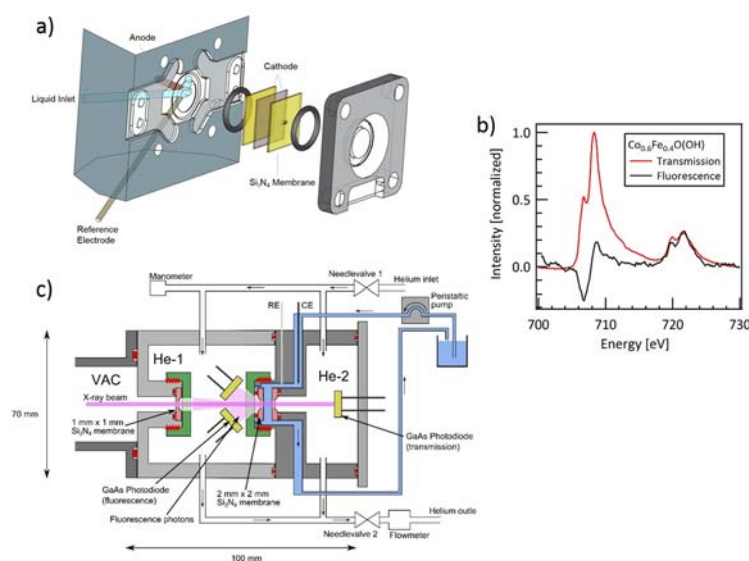 a)
Anode
Cathode
Liquid Inlet
Si,N4 Membrane
Reference
Electrode
b)
Co0.6Fe0.4O(OH)
Transmission
Fluorescence
Intensity [normalized]
1.0
0.5
0.0
700
710
720
730
Energy [eV]
c)
Manometer
Needlevalve 1
Helium inlet
RE
CE
Peristaltic
pump
He-1
He-2
VAC
X-ray beam
70 mm
1 mm x 1 mm
Si3N4 membrane
GaAs Photodiode
(transmission)
GaAs Photodiode
(fluorescence)
2 mm x 2 mm
Si3N4 membrane
Fluorescence photons
Helium outle
Needlevalve 2
Flowmeter
100 mm